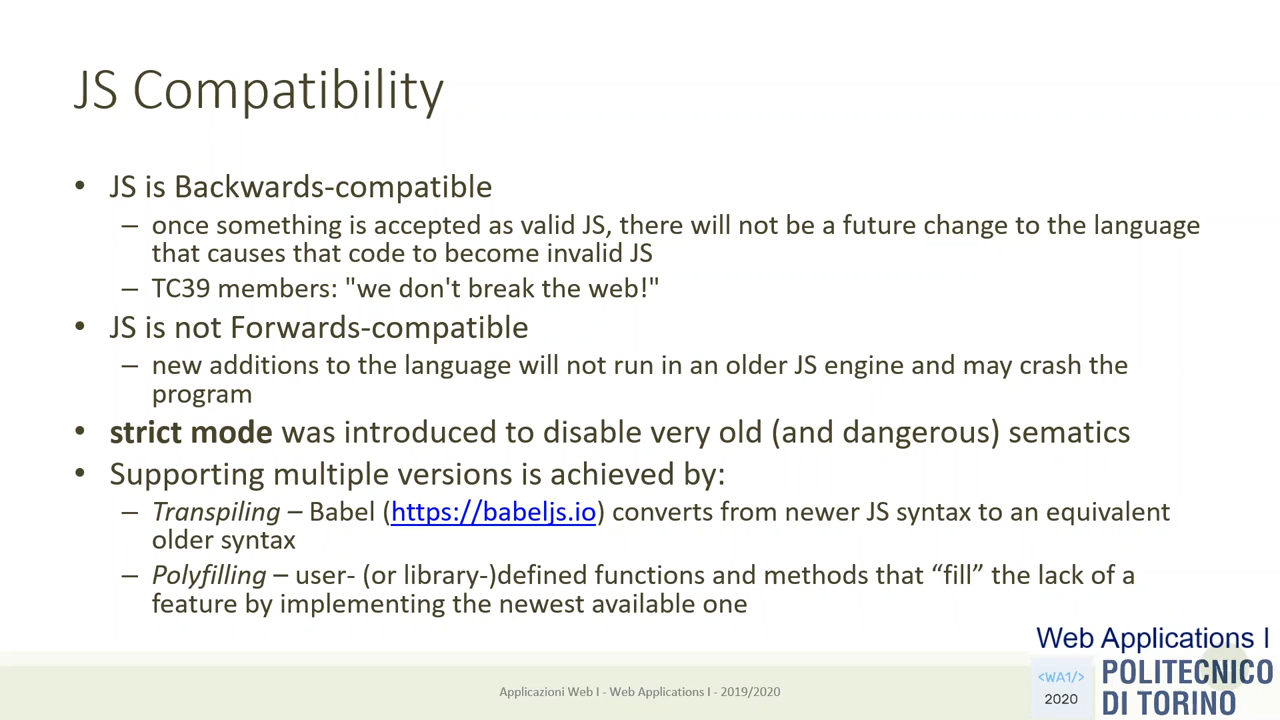 JS Compatibility
• JS is Backwards-compatible
– once something is accepted as valid JS, there will not be a future change to the language
that causes that code to become invalid JS
– TC39 members: "we don't break the web!"
• JS is not Forwards-compatible
– new additions to the language will not run in an older JS engine and may crash the
program
• strict mode was introduced to disable very old (and dangerous) sematics
• Supporting multiple versions is achieved by:
– Transpiling – Babel (https://babeljs.io) converts from newer JS syntax to an equivalent
older syntax
– Polyfilling – user- (or library-)defined functions and methods that “fill” the lack of a
feature by implementing the newest available one
Web Applications I
<WA1/>
2020
POLITECNICO
DI TORINO
Applicazioni Web I - Web Applications I - 2019/2020